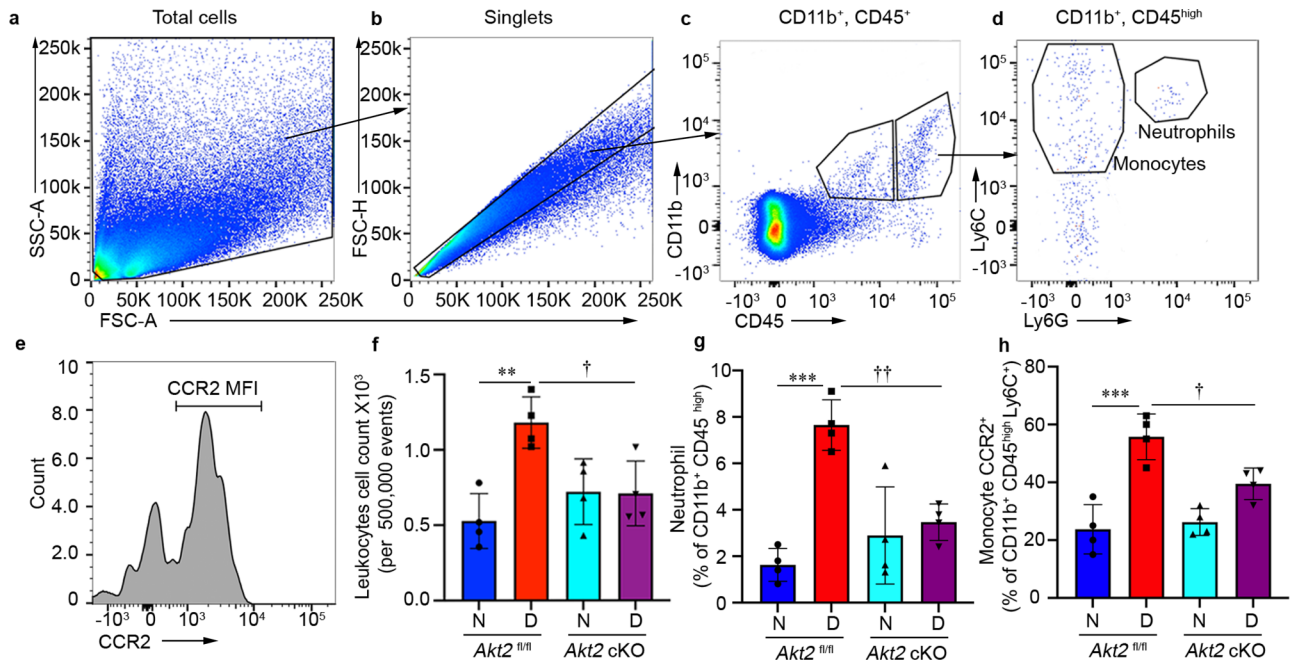 a
Total cells
SSC-A
250k
200k
150k
100k
50k
0
0 50K 100K 150K 200K 250K
FSC-A
b
Singlets
FSC-H
250k
200k
150k
100k
50k
0
50K 100K 150K 200K 250K
c
CD11b⁺, CD45⁺
CD11b
10⁵
10⁴
10³
0
-10³
-10³ 0 10³ 10⁴ 10⁵
CD45
d
CD11b⁺, CD45ʰⁱᵍʰ
Ly6C
10⁵
10⁴
10³
0
-10³
Neutrophils
Monocytes
-10³ 0 10³ 10⁴ 10⁵
Ly6G
e
CCR2 MFI
Count
10
8.0
6.0
4.0
2.0
0
-10³ 0 10³ 10⁴ 10⁵
CCR2
f
Leukocytes cell count X10³
(per 500,000 events)
1.5
1.0
0.5
0.0
** †
N D N D
Akt2 ᶠˡ/ᶠˡ Akt2 cKO
g
Neutrophil
(% of CD11b⁺ CD45 ʰⁱᵍʰ)
10
8
6
4
2
0
*** ††
N D N D
Akt2 ᶠˡ/ᶠˡ Akt2 cKO
h
Monocyte CCR2⁺
(% of CD11b⁺ CD45ʰⁱᵍʰ Ly6C⁺)
80
60
40
20
0
*** †
N D N D
Akt2 ᶠˡ/ᶠˡ Akt2 cKO